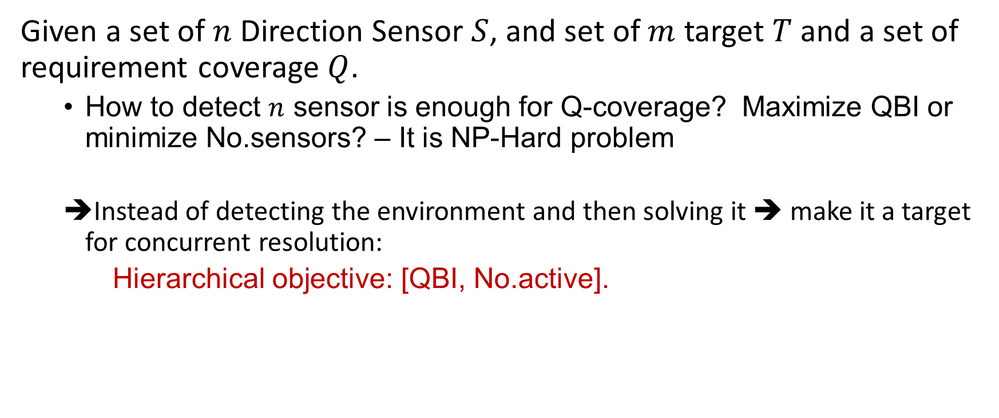 Given a set of n Direction Sensor S, and set of m target T and a set of
requirement coverage Q.
• How to detect n sensor is enough for Q-coverage? Maximize QBI or
minimize No.sensors? – It is NP-Hard problem
➔Instead of detecting the environment and then solving it ➔ make it a target
for concurrent resolution:
Hierarchical objective: [QBI, No.active].